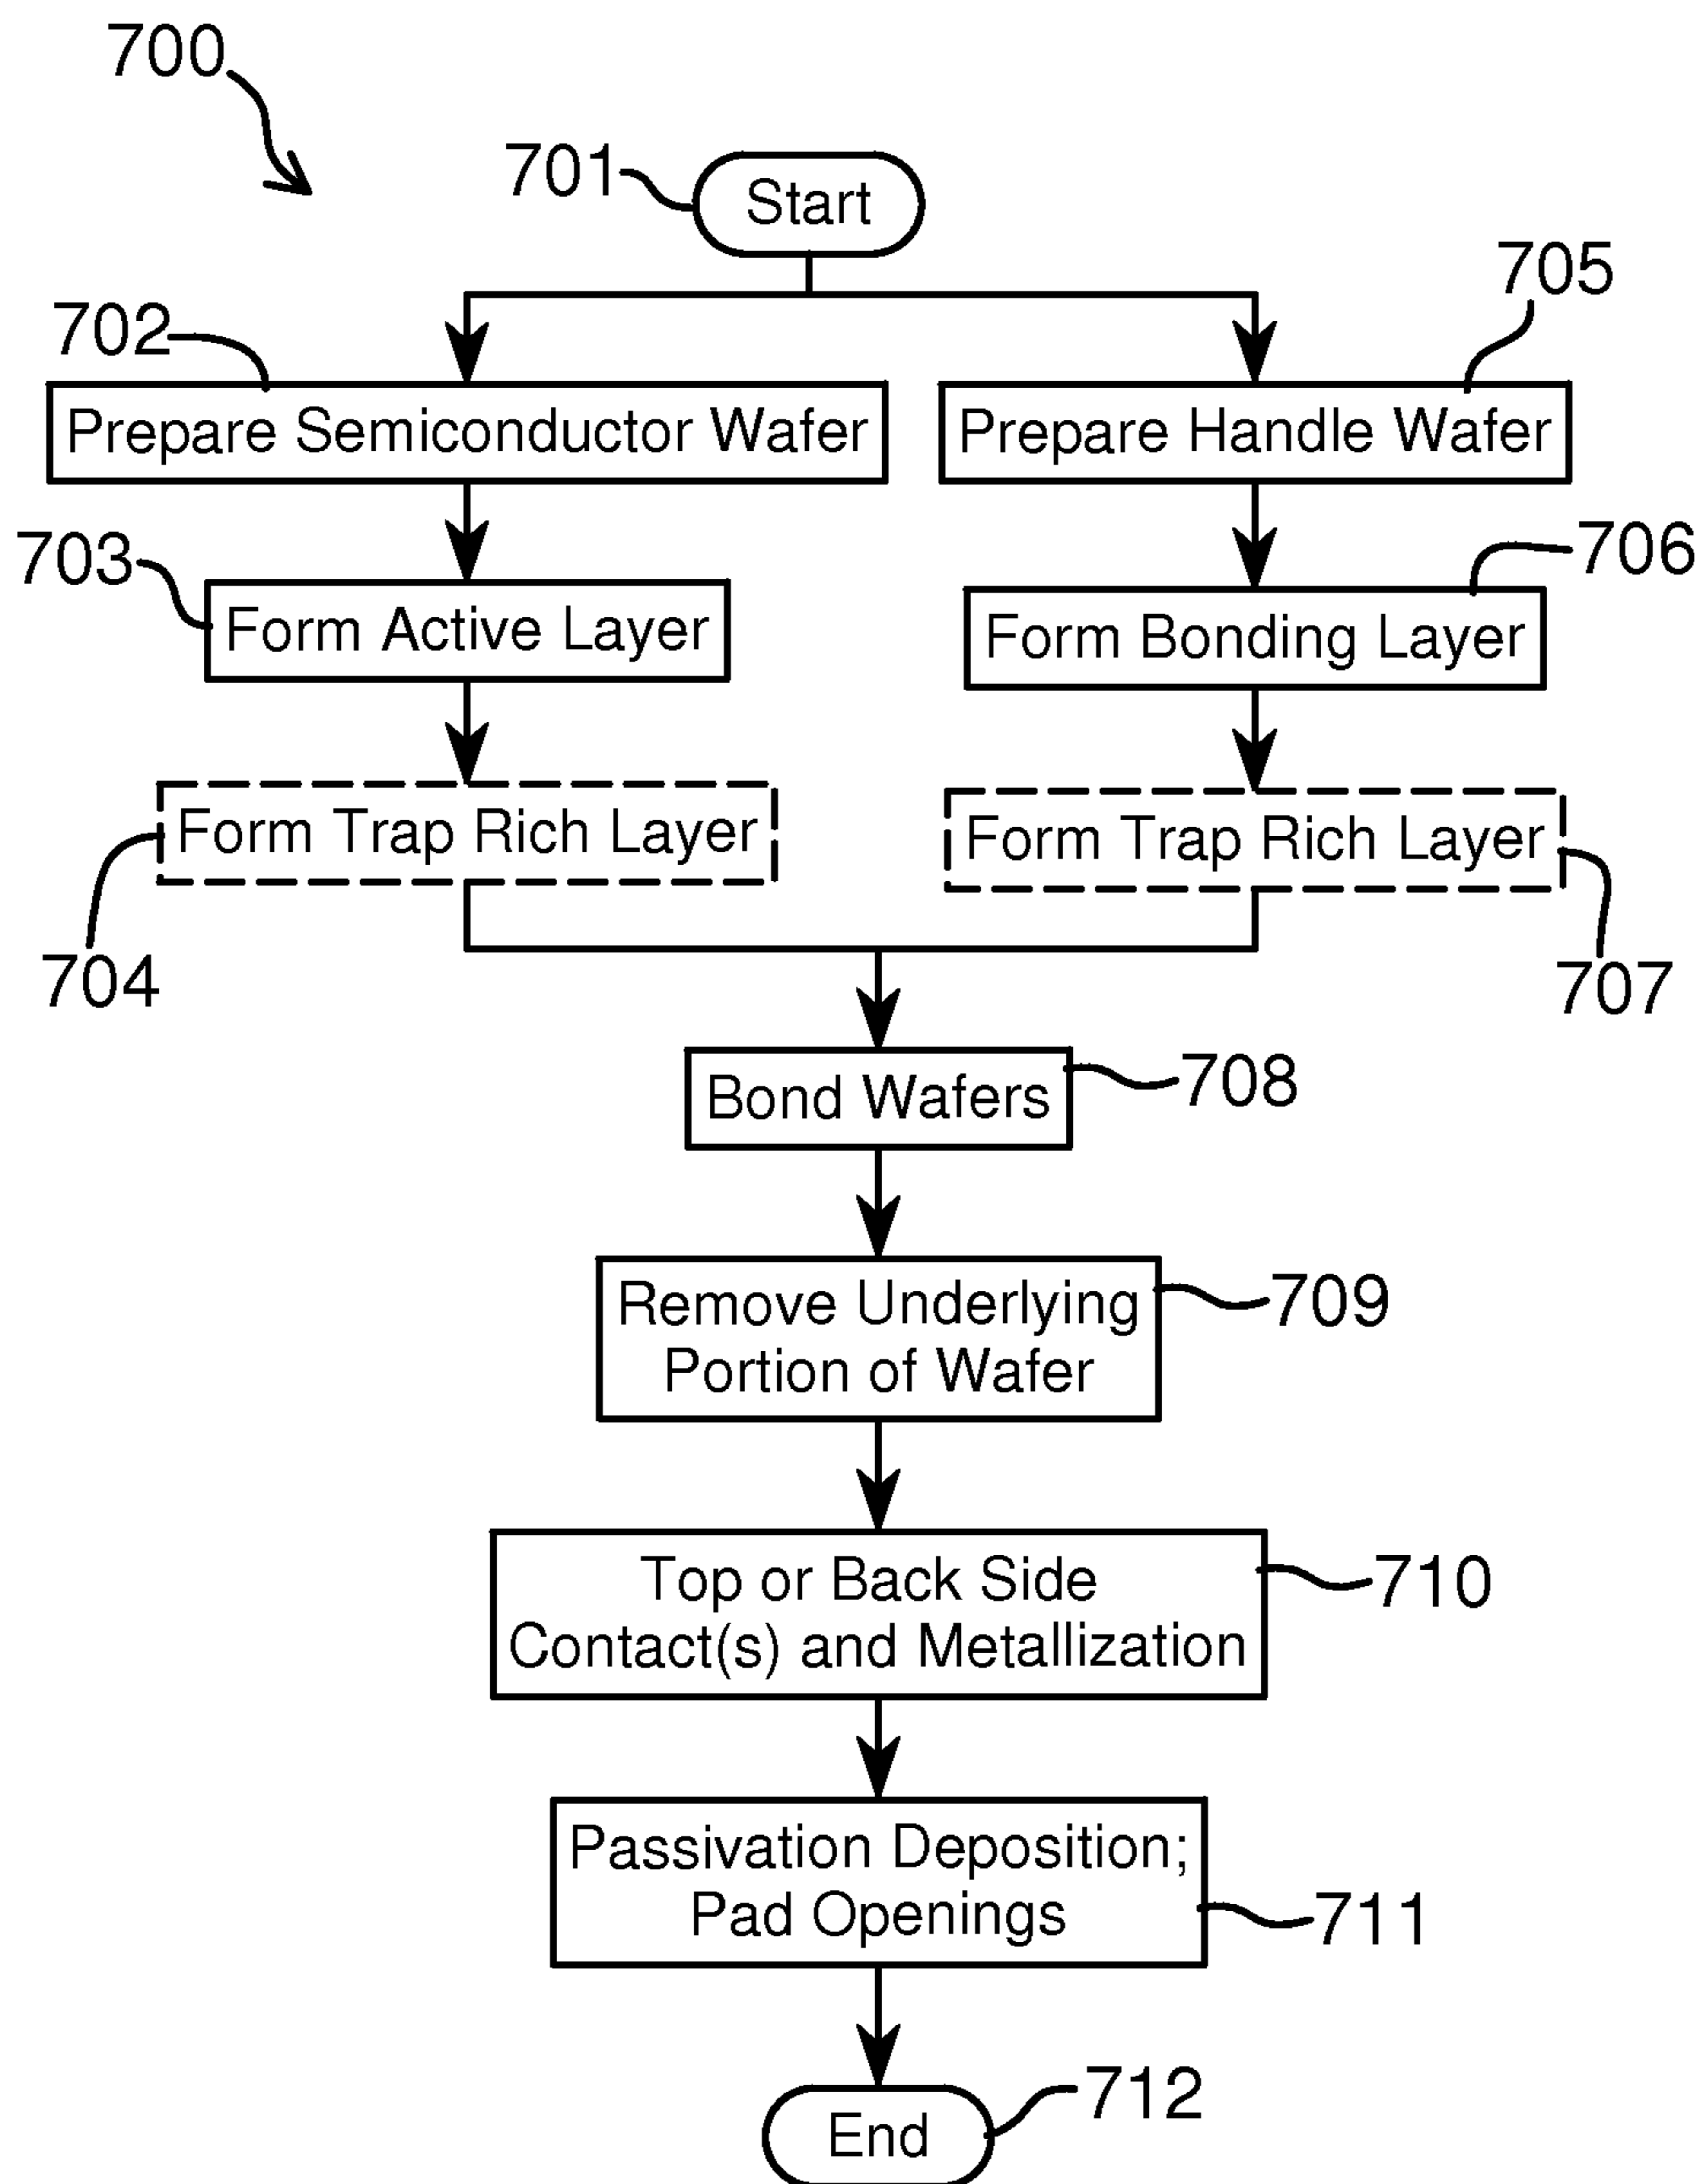 700
701
Start
702
705
Prepare Semiconductor Wafer
Prepare Handle Wafer
703
706
Form Active Layer
Form Bonding Layer
Form Trap Rich Layer
Form Trap Rich Layer
704
707
Bond Wafers
708
Remove Underlying
Portion of Wafer
709
Top or Back Side
Contact(s) and Metallization
710
Passivation Deposition;
Pad Openings
711
712
End